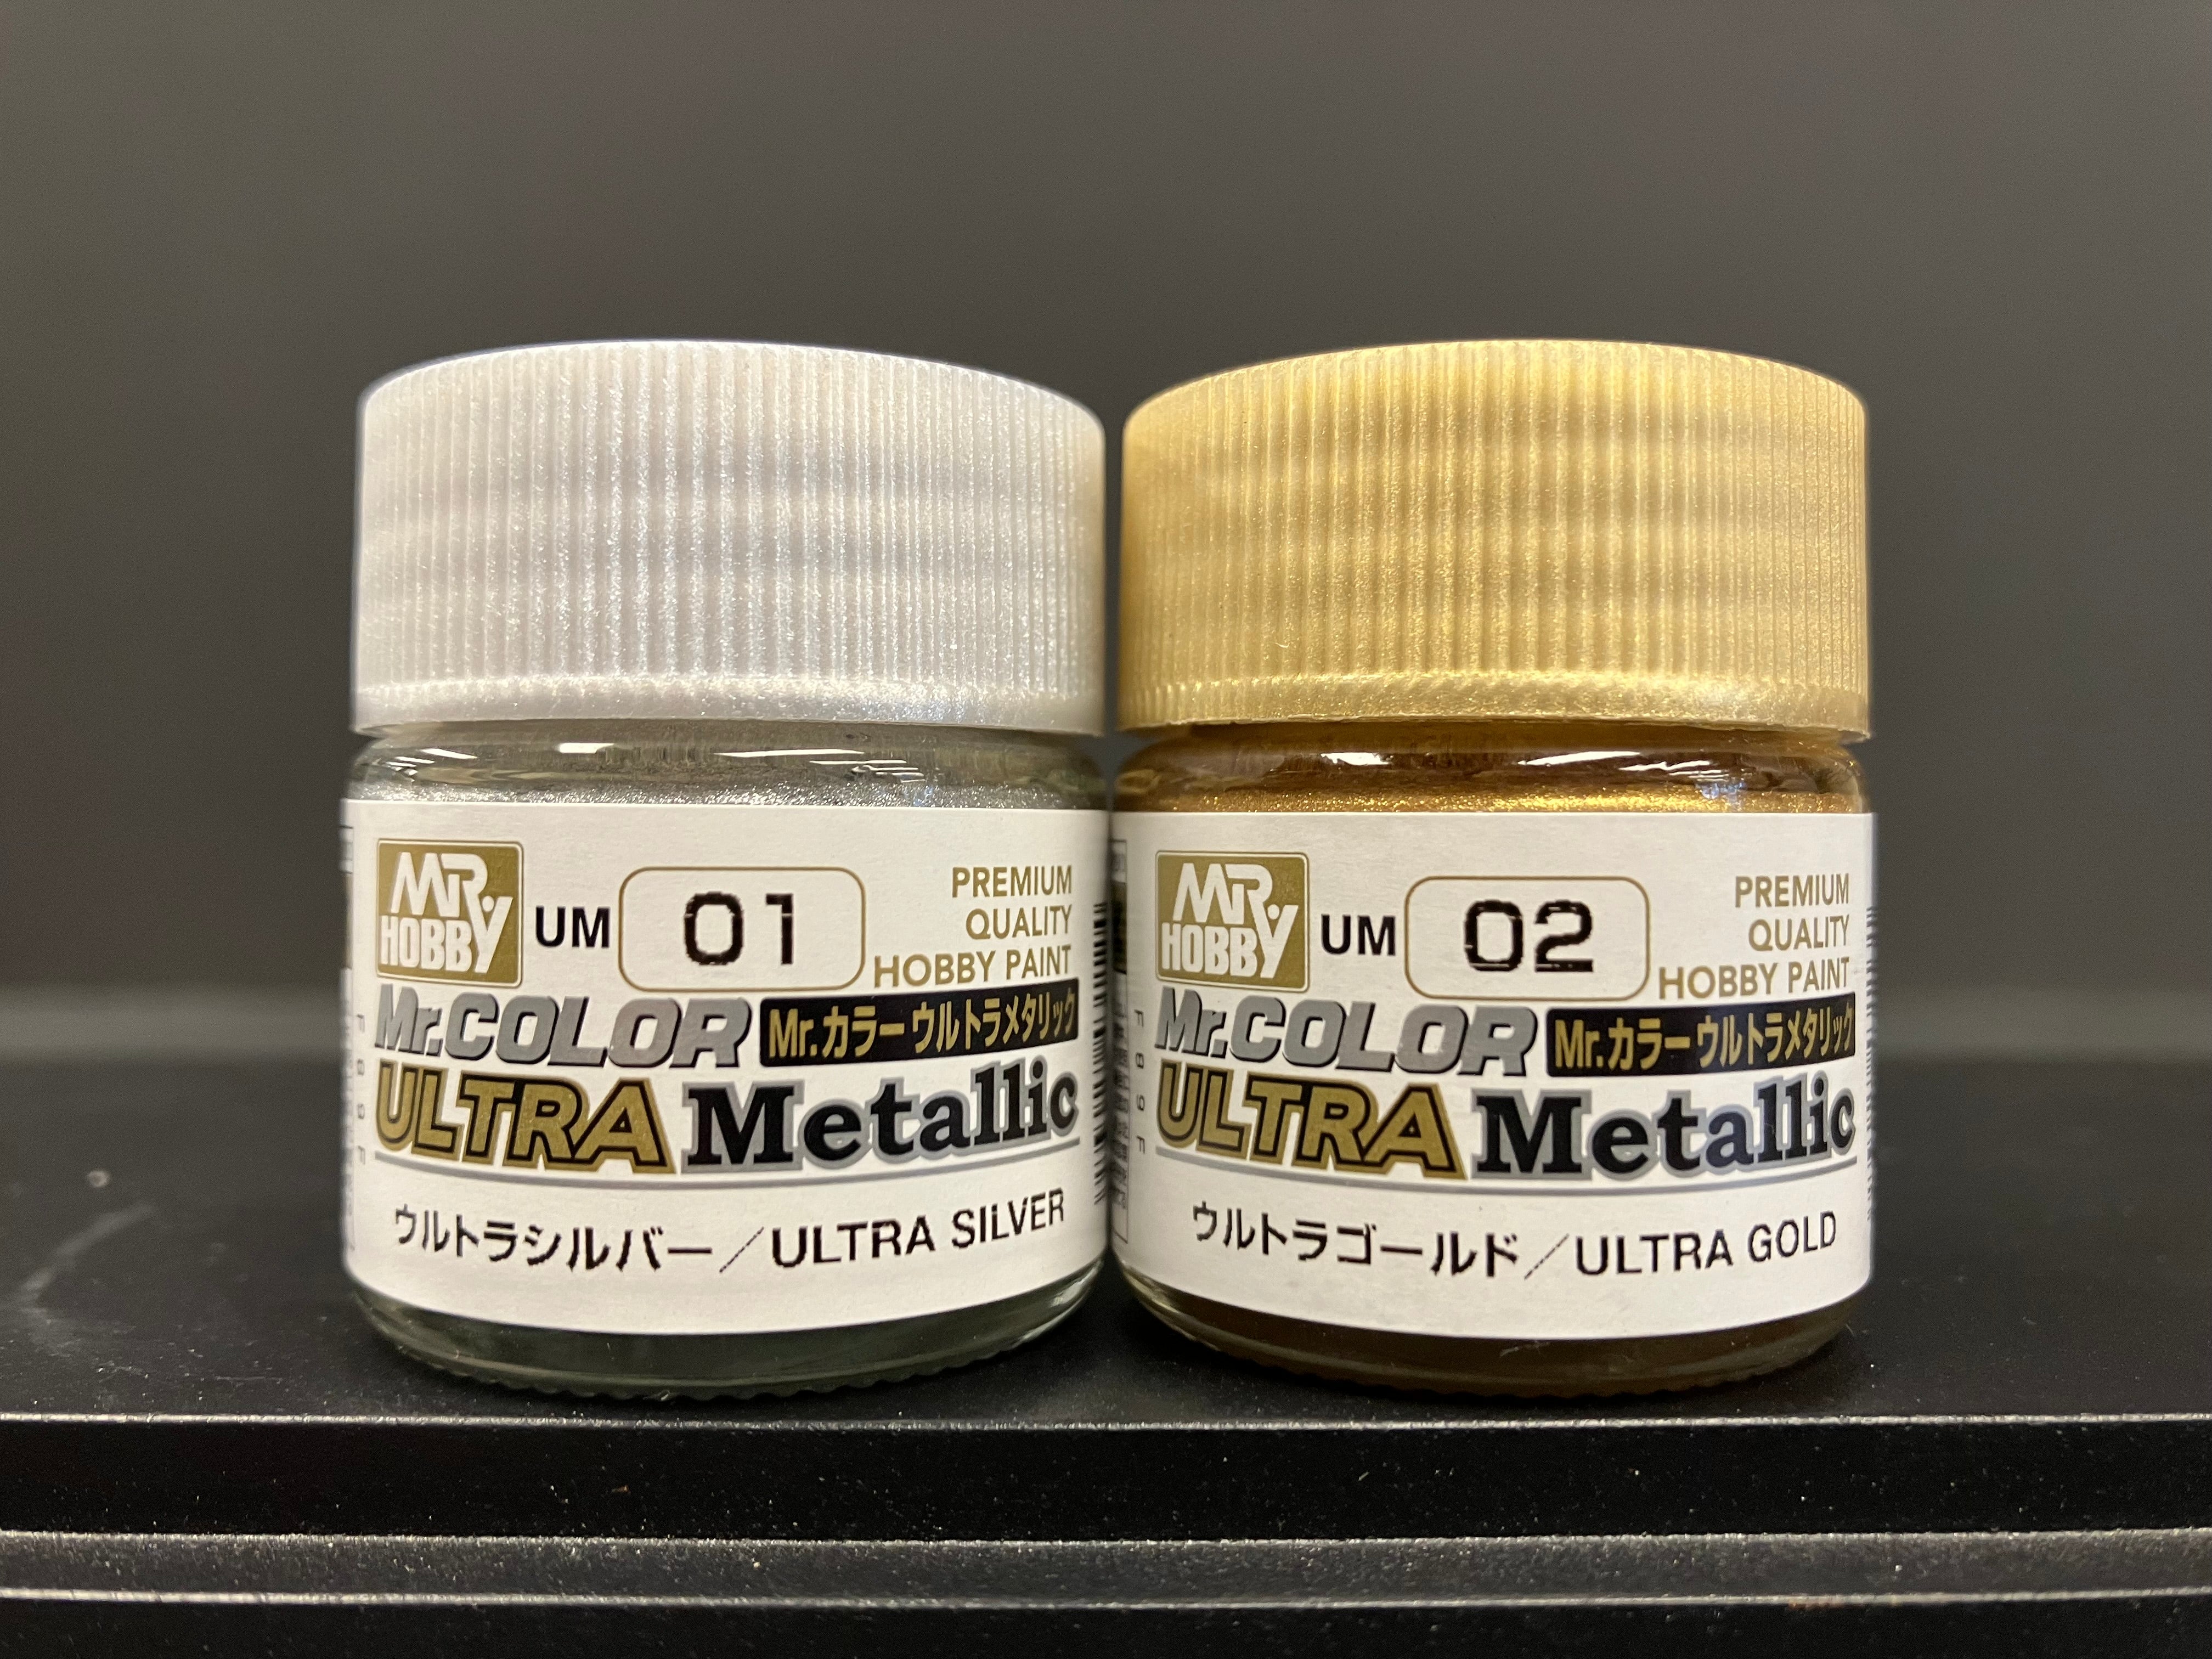 MR HOBBY
UM 01
PREMIUM
QUALITY
HOBBY PAINT
Mr.COLOR Mr.カラーウルトラメタリック
ULTRA Metallic
ウルトラシルバー／ULTRA SILVER
MR HOBBY
UM 02
PREMIUM
QUALITY
HOBBY PAINT
Mr.COLOR Mr.カラーウルトラメタリック
ULTRA Metallic
ウルトラゴールド／ULTRA GOLD